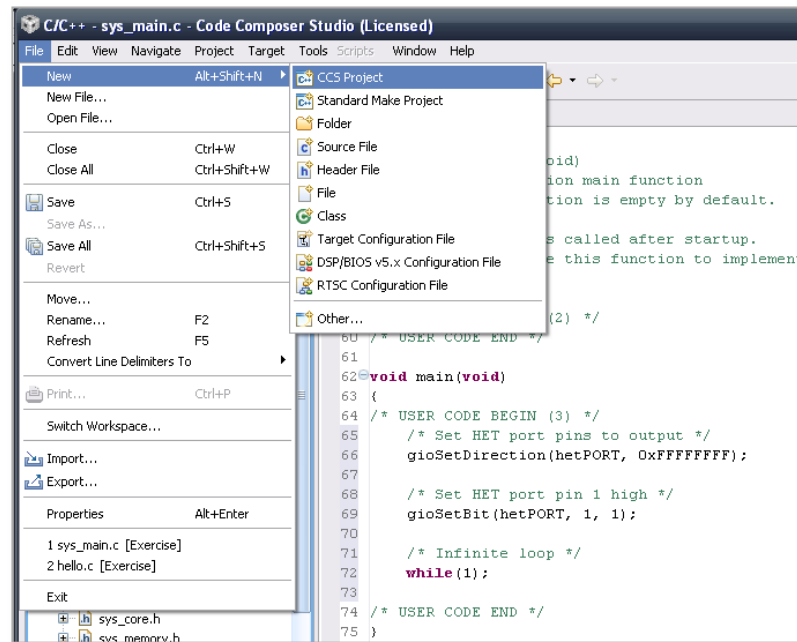 C/C++ - sys_main.c - Code Composer Studio (Licensed)
File Edit View Navigate Project Target Tools Scripts Window Help
New Alt+Shift+N
New File...
Open File...
Close Ctrl+W
Close All Ctrl+Shift+W
Save Ctrl+S
Save As...
Save All Ctrl+Shift+S
Revert
Move...
Rename... F2
Refresh F5
Convert Line Delimiters To
Print... Ctrl+P
Switch Workspace...
Import...
Export...
Properties Alt+Enter
1 sys_main.c [Exercise]
2 hello.c [Exercise]
Exit
sys_core.h
sys_memory.h
CCS Project
Standard Make Project
Folder
Source File
Header File
File
Class
Target Configuration File
DSP/BIOS v5.x Configuration File
RTSC Configuration File
Other...
oid)
ion main function
tion is empty by default.
s called after startup.
e this function to implemen
(2) */
60 /* USER CODE END */
61
62 void main(void)
63 {
64 /* USER CODE BEGIN (3) */
65 /* Set HET port pins to output */
66 gioSetDirection(hetPORT, 0xFFFFFFFF);
67
68 /* Set HET port pin 1 high */
69 gioSetBit(hetPORT, 1, 1);
70
71 /* Infinite loop */
72 while(1);
73
74 /* USER CODE END */
75 }